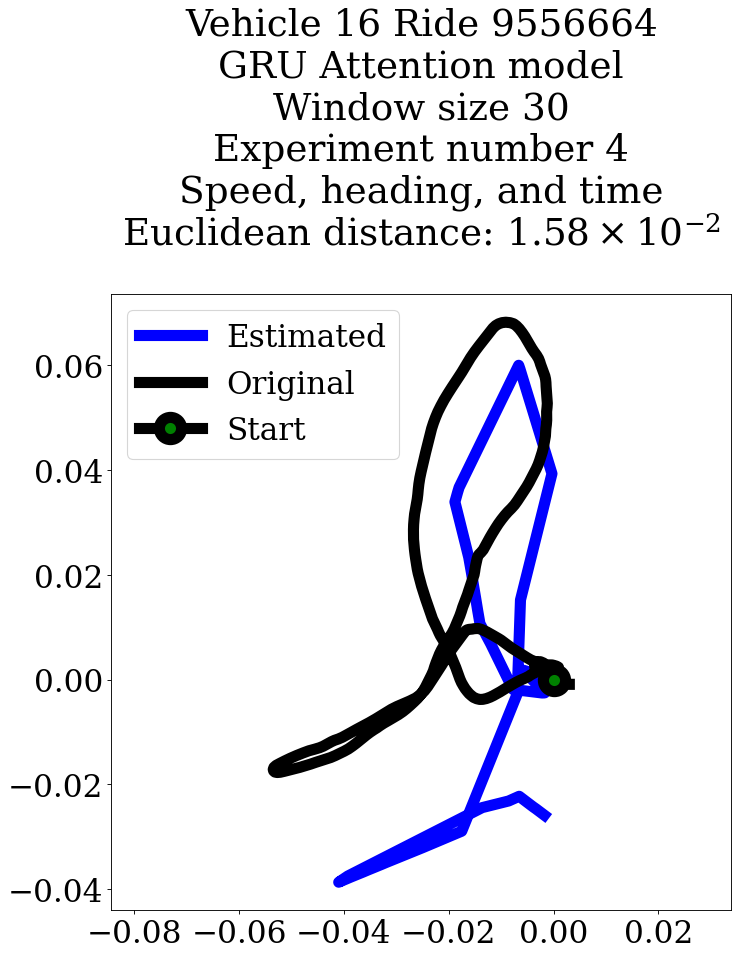 Vehicle 16 Ride 9556664
GRU Attention model
Window size 30
Experiment number 4
Speed, heading, and time
Euclidean distance: 1.58 × 10⁻²
Estimated
Original
Start
0.06
0.04
0.02
0.00
−0.02
−0.04
−0.08 −0.06 −0.04 −0.02 0.00 0.02